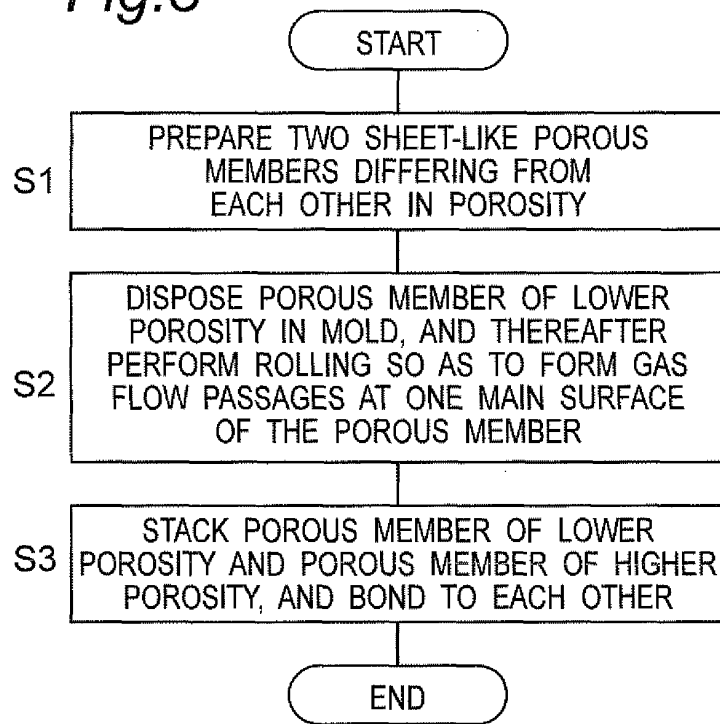 START
S1
PREPARE TWO SHEET-LIKE POROUS
MEMBERS DIFFERING FROM
EACH OTHER IN POROSITY
S2
DISPOSE POROUS MEMBER OF LOWER
POROSITY IN MOLD, AND THEREAFTER
PERFORM ROLLING SO AS TO FORM GAS
FLOW PASSAGES AT ONE MAIN SURFACE
OF THE POROUS MEMBER
S3
STACK POROUS MEMBER OF LOWER
POROSITY AND POROUS MEMBER OF HIGHER
POROSITY, AND BOND TO EACH OTHER
END